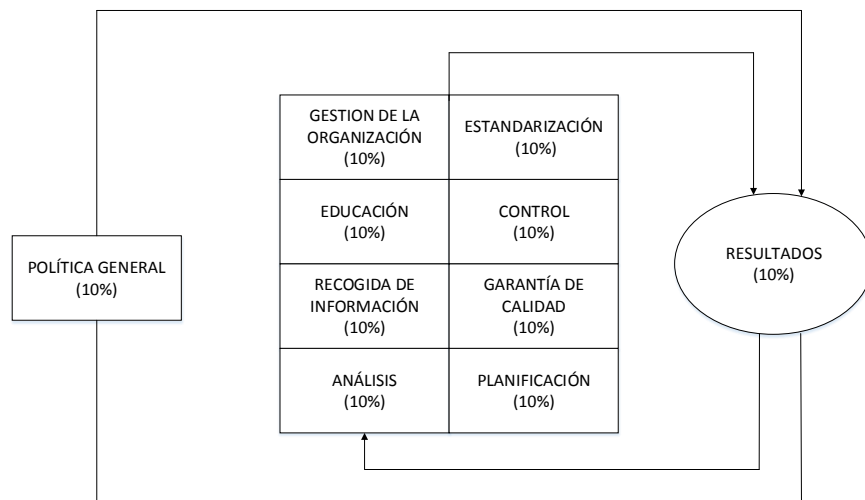 POLÍTICA GENERAL
(10%)
GESTION DE LA
ORGANIZACIÓN
(10%)
ESTANDARIZACIÓN
(10%)
EDUCACIÓN
(10%)
CONTROL
(10%)
RECOGIDA DE
INFORMACIÓN
(10%)
GARANTÍA DE
CALIDAD
(10%)
ANÁLISIS
(10%)
PLANIFICACIÓN
(10%)
RESULTADOS
(10%)